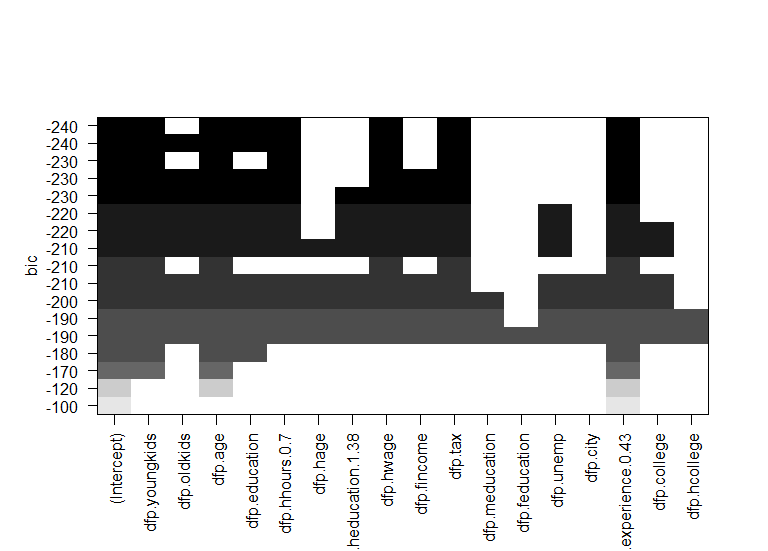 bic
-240
-240
-230
-230
-230
-220
-220
-210
-210
-210
-200
-190
-190
-180
-170
-120
-100
(Intercept)
dfp.youngkids
dfp.oldkids
dfp.age
dfp.education
dfp.hhours.0.7
dfp.hage
.heducation.1.38
dfp.hwage
dfp.fincome
dfp.tax
dfp.meducation
dfp.feducation
dfp.unemp
dfp.city
.experience.0.43
dfp.college
dfp.hcollege